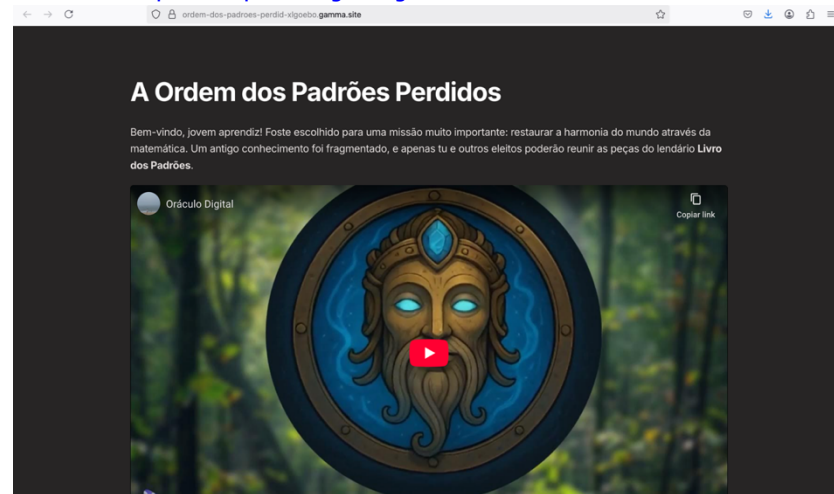 ordem-dos-padroes-perdid-xlgoebo.gamma.site
A Ordem dos Padrões Perdidos
Bem-vindo, jovem aprendiz! Foste escolhido para uma missão muito importante: restaurar a harmonia do mundo através da
matemática. Um antigo conhecimento foi fragmentado, e apenas tu e outros eleitos poderão reunir as peças do lendário Livro
dos Padrões.
Oráculo Digital
Copiar link